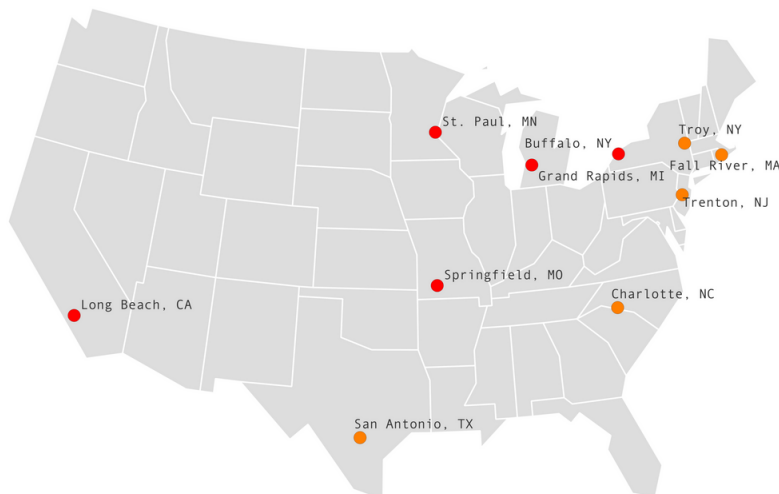 St. Paul, MN
Troy, NY
Buffalo, NY
Fall River, MA
Grand Rapids, MI
Trenton, NJ
Springfield, MO
Charlotte, NC
Long Beach, CA
San Antonio, TX